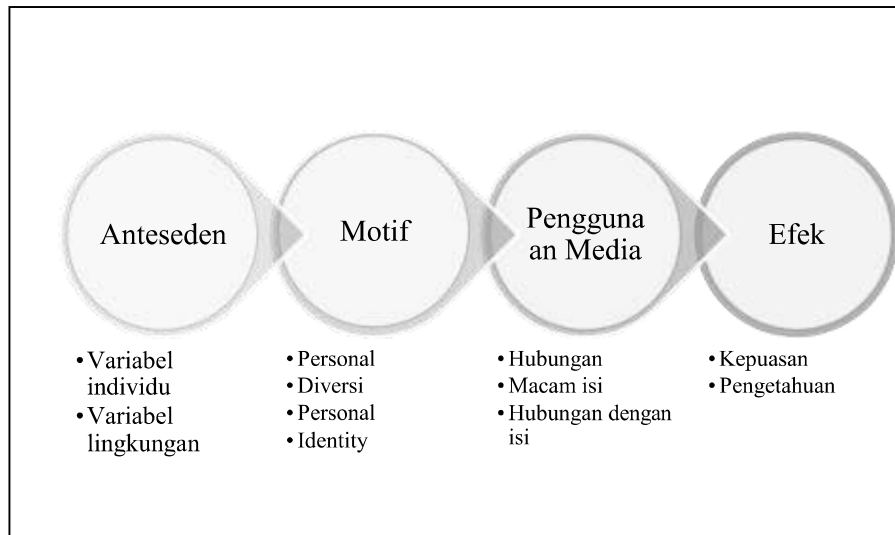 Anteseden
• Variabel
individu
• Variabel
lingkungan
Motif
• Personal
• Diversi
• Personal
• Identity
Pengguna
an Media
• Hubungan
• Macam isi
• Hubungan dengan
isi
Efek
• Kepuasan
• Pengetahuan